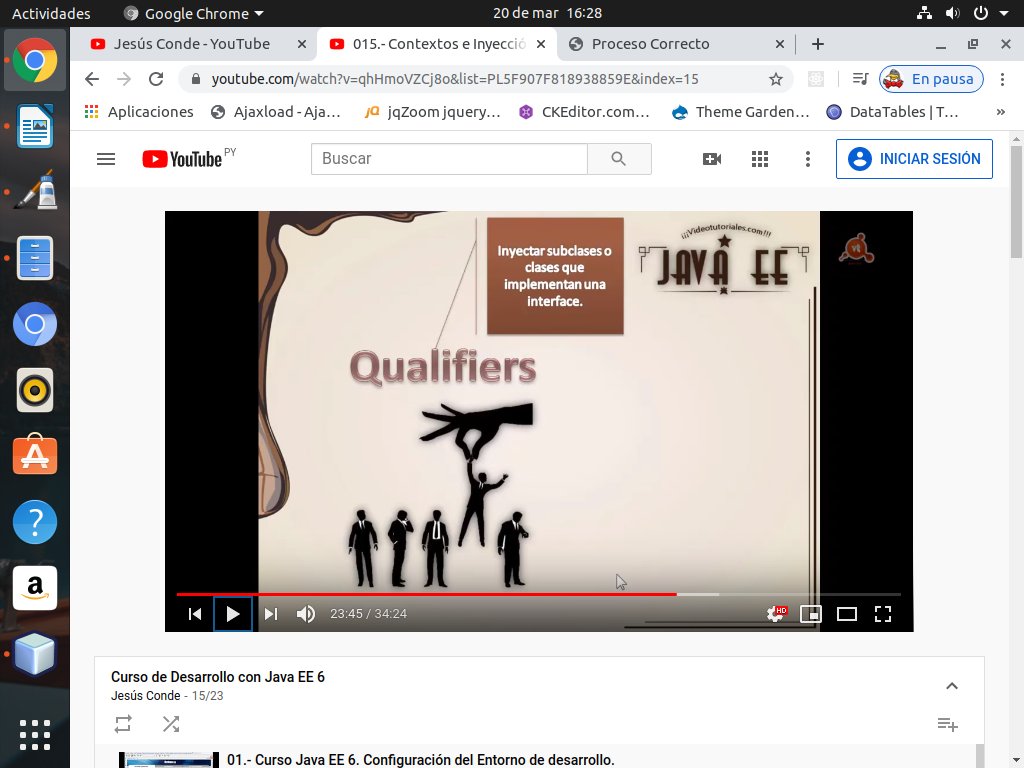 Actividades
Google Chrome
20 de mar 16:28
Jesús Conde - YouTube
015.- Contextos e Inyecció
Proceso Correcto
youtube.com/watch?v=qhHmoVZCj8o&list=PL5F907F818938859E&index=15
En pausa
Aplicaciones
Ajaxload - Aja...
jQ
jqZoom jquery...
CKEditor.com...
Theme Garden...
DataTables | T...
»
YouTube PY
Buscar
INICIAR SESIÓN
Inyectar subclases o
clases que
implementan una
interface.
¡¡¡Videotutoriales.com!!!
JAVA EE
vt
Qualifiers
23:45 / 34:24
HD
Curso de Desarrollo con Java EE 6
Jesús Conde - 15/23
01.- Curso Java EE 6. Configuración del Entorno de desarrollo.
?
a